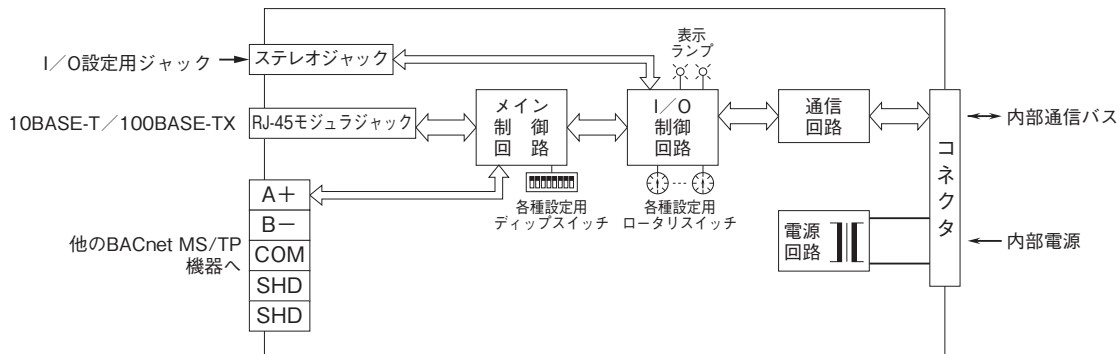 I／O設定用ジャック
ステレオジャック
表示
ランプ
10BASE-T／100BASE-TX
RJ-45モジュラジャック
メイン
制　御
回　路
I／O
制御
回路
通信
回路
内部通信バス
コネクタ
各種設定用
ディップスイッチ
各種設定用
ロータリスイッチ
他のBACnet MS/TP
機器へ
A＋
B－
COM
SHD
SHD
電源
回路
内部電源